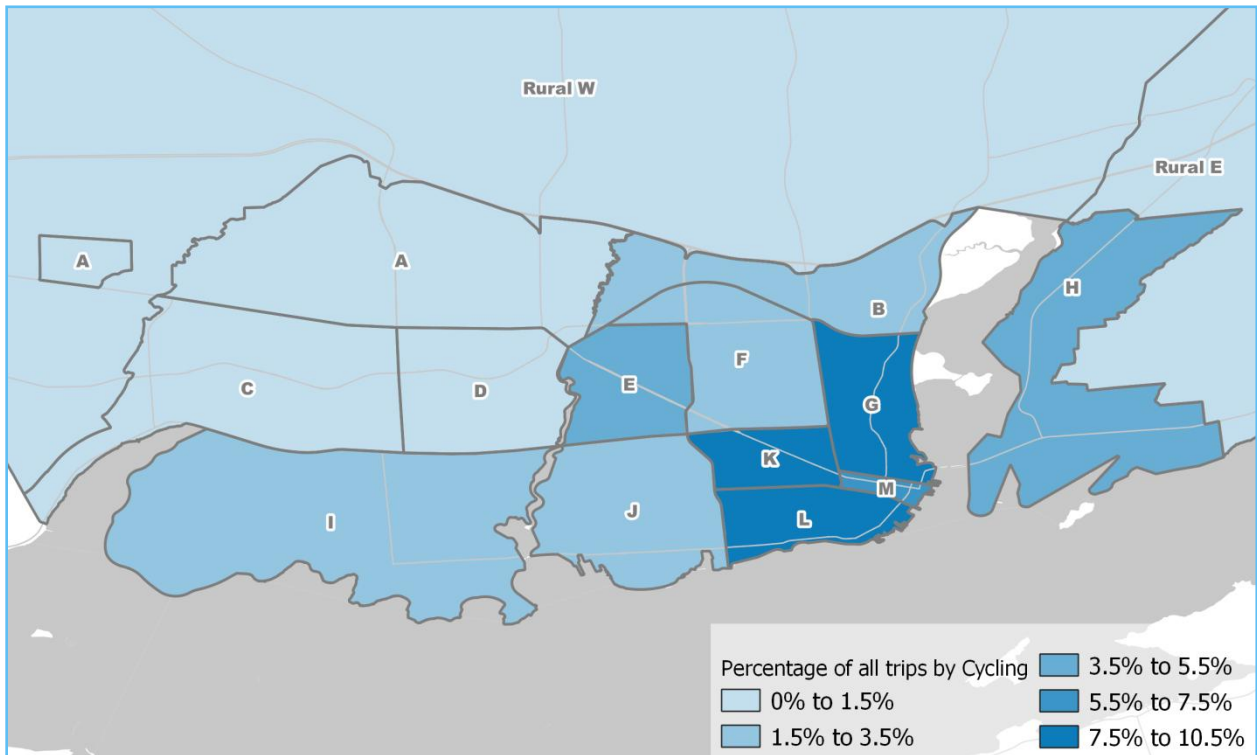 Rural W
Rural E
A
A
H
B
F
C
D
E
G
K
M
I
J
L
Percentage of all trips by Cycling
0% to 1.5%
1.5% to 3.5%
3.5% to 5.5%
5.5% to 7.5%
7.5% to 10.5%